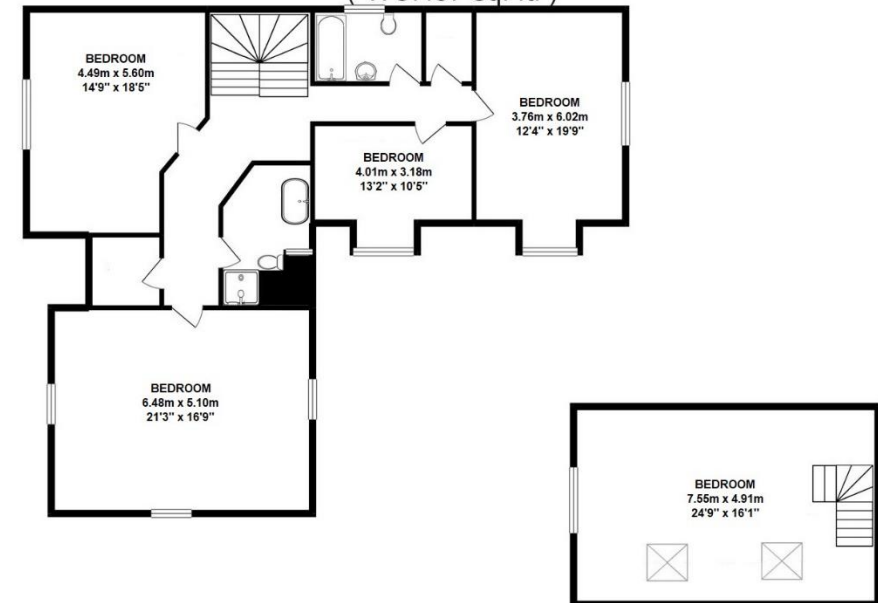 BEDROOM
4.49m x 5.60m
14'9" x 18'5"
BEDROOM
3.76m x 6.02m
12'4" x 19'9"
BEDROOM
4.01m x 3.18m
13'2" x 10'5"
BEDROOM
6.48m x 5.10m
21'3" x 16'9"
BEDROOM
7.55m x 4.91m
24'9" x 16'1"